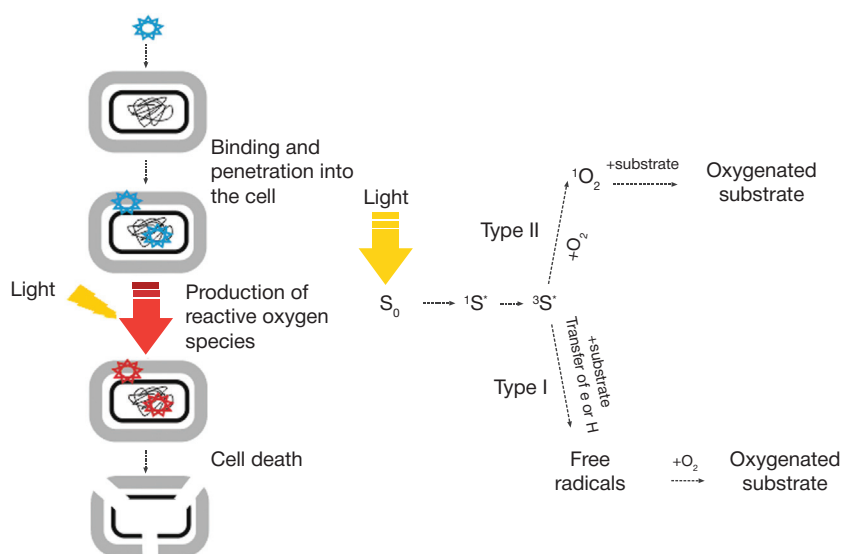 Binding and
penetration into
the cell
Light
Production of
reactive oxygen
species
Cell death
Light
S₀
¹S*
³S*
Type II
+O₂
¹O₂
+substrate
Oxygenated
substrate
Type I
+substrate
Transfer of e or H
Free
radicals
+O₂
Oxygenated
substrate